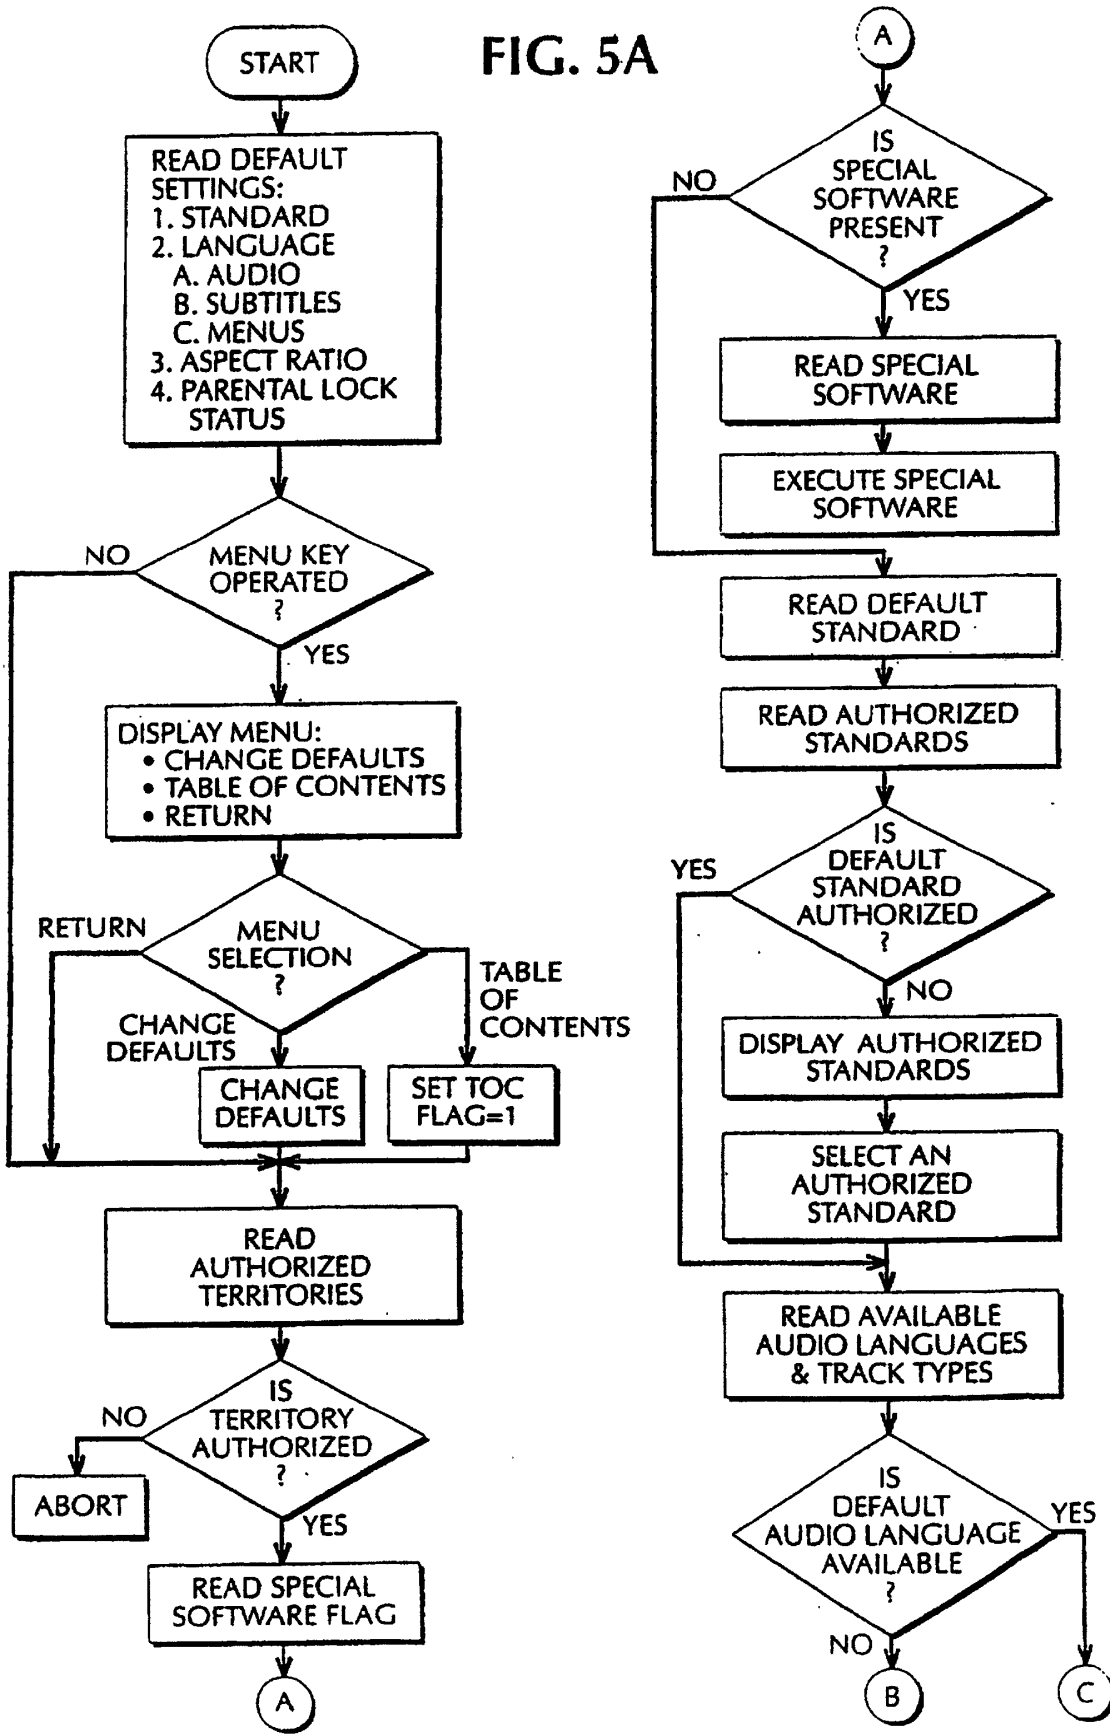 FIG. 5A
START
READ DEFAULT
SETTINGS:
1. STANDARD
2. LANGUAGE
A. AUDIO
B. SUBTITLES
C. MENUS
3. ASPECT RATIO
4. PARENTAL LOCK
STATUS
MENU KEY
OPERATED
?
NO
YES
DISPLAY MENU:
• CHANGE DEFAULTS
• TABLE OF CONTENTS
• RETURN
MENU
SELECTION
?
RETURN
CHANGE
DEFAULTS
TABLE
OF
CONTENTS
CHANGE
DEFAULTS
SET TOC
FLAG=1
READ
AUTHORIZED
TERRITORIES
IS
TERRITORY
AUTHORIZED
?
NO
ABORT
YES
READ SPECIAL
SOFTWARE FLAG
A
A
IS
SPECIAL
SOFTWARE
PRESENT
?
NO
YES
READ SPECIAL
SOFTWARE
EXECUTE SPECIAL
SOFTWARE
READ DEFAULT
STANDARD
READ AUTHORIZED
STANDARDS
IS
DEFAULT
STANDARD
AUTHORIZED
?
YES
NO
DISPLAY AUTHORIZED
STANDARDS
SELECT AN
AUTHORIZED
STANDARD
READ AVAILABLE
AUDIO LANGUAGES
& TRACK TYPES
IS
DEFAULT
AUDIO LANGUAGE
AVAILABLE
?
YES
NO
B
C